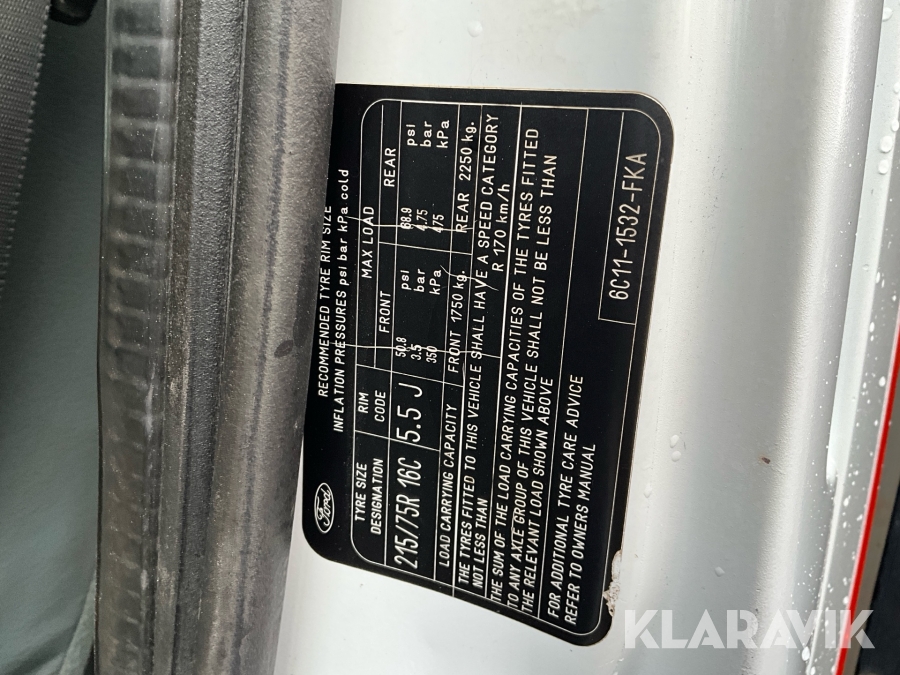 KLARAVIK
Ford
RECOMMENDED TYRE RIM SIZE
INFLATION PRESSURES psi bar kPa cold
TYRE SIZE DESIGNATION
RIM CODE
MAX LOAD
FRONT
REAR
215/75R 16C
5.5 J
50.8 psi
3.5 bar
350 kPa
68.9 psi
4.75 bar
475 kPa
LOAD CARRYING CAPACITY FRONT 1750 kg. REAR 2250 kg.
THE TYRES FITTED TO THIS VEHICLE SHALL HAVE A SPEED CATEGORY
NOT LESS THAN R 170 km/h
THE SUM OF THE LOAD CARRYING CAPACITIES OF THE TYRES FITTED
TO ANY AXLE GROUP OF THIS VEHICLE SHALL NOT BE LESS THAN
THE RELEVANT LOAD SHOWN ABOVE
FOR ADDITIONAL TYRE CARE ADVICE
REFER TO OWNERS MANUAL
6C11-1532-FKA
KLARAVIK